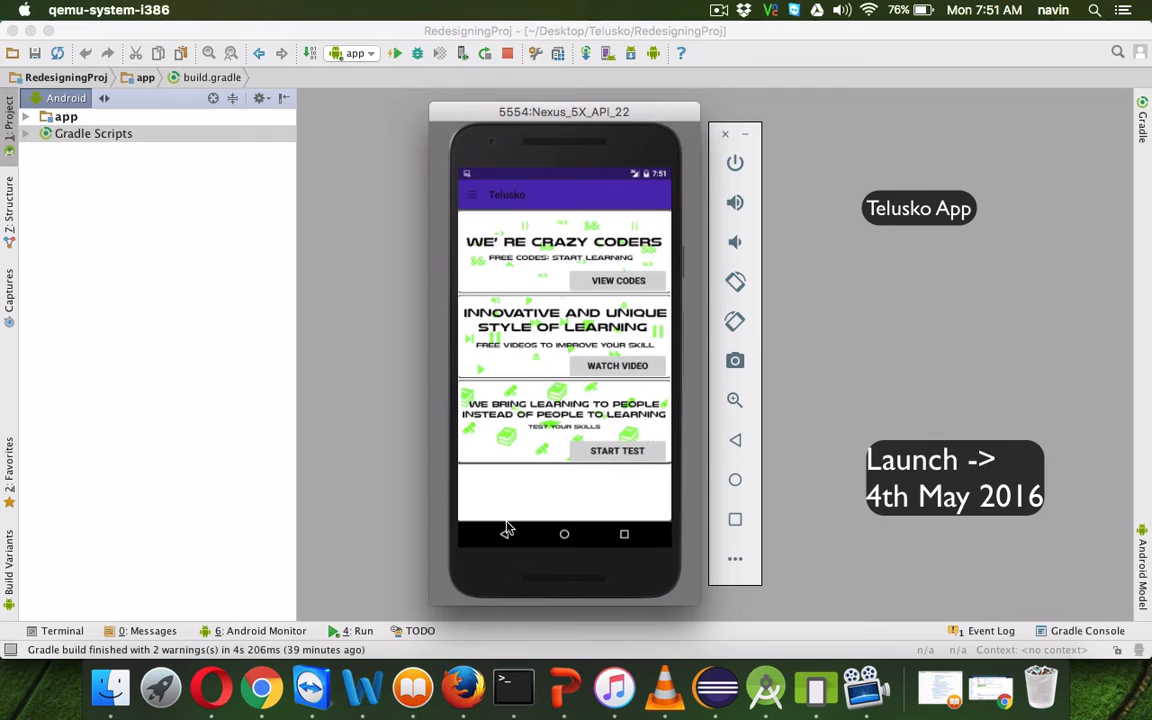 qemu-system-i386
76%
Mon 7:51 AM
navin
RedesigningProj - [~/Desktop/Telusko/RedesigningProj]
app
RedesigningProj
app
build.gradle
Android
app
Gradle Scripts
1: Project
Z: Structure
Captures
2: Favorites
Build Variants
Gradle
Android Model
5554:Nexus_5X_API_22
7:51
Telusko
WE' RE CRAZY CODERS
FREE CODES: START LEARNING
VIEW CODES
INNOVATIVE AND UNIQUE
STYLE OF LEARNING
FREE VIDEOS TO IMPROVE YOUR SKILL
WATCH VIDEO
WE BRING LEARNING TO PEOPLE
INSTEAD OF PEOPLE TO LEARNING
TEST YOUR SKILLS
START TEST
Telusko App
Launch ->
4th May 2016
Terminal
0: Messages
6: Android Monitor
4: Run
TODO
1 Event Log
Gradle Console
Gradle build finished with 2 warnings(s) in 4s 206ms (39 minutes ago)
n/a
n/a
Context: <no context>